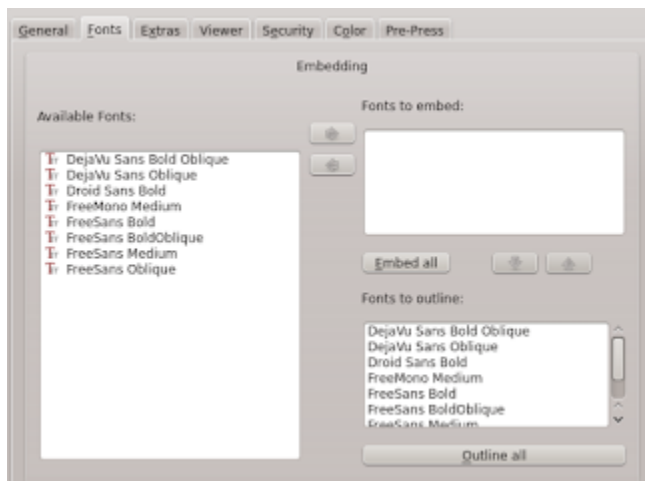 General Fonts Extras Viewer Security Color Pre-Press
Embedding
Available Fonts:
DejaVu Sans Bold Oblique
DejaVu Sans Oblique
Droid Sans Bold
FreeMono Medium
FreeSans Bold
FreeSans BoldOblique
FreeSans Medium
FreeSans Oblique
Fonts to embed:
Embed all
Fonts to outline:
DejaVu Sans Bold Oblique
DejaVu Sans Oblique
Droid Sans Bold
FreeMono Medium
FreeSans Bold
FreeSans BoldOblique
FreeSans Medium
Outline all